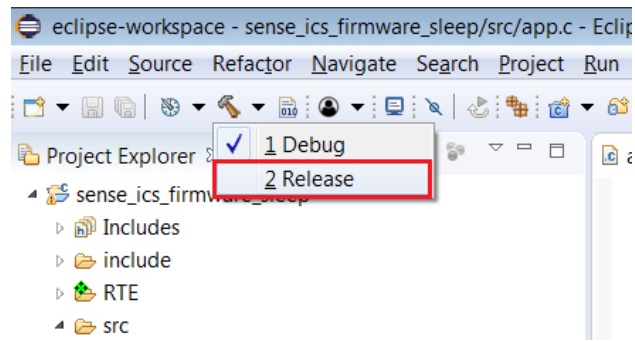 eclipse-workspace - sense_ics_firmware_sleep/src/app.c - Eclip
File Edit Source Refactor Navigate Search Project Run
010
Project Explorer
1 Debug
2 Release
sense_ics_firmware_sleep
Includes
include
RTE
src